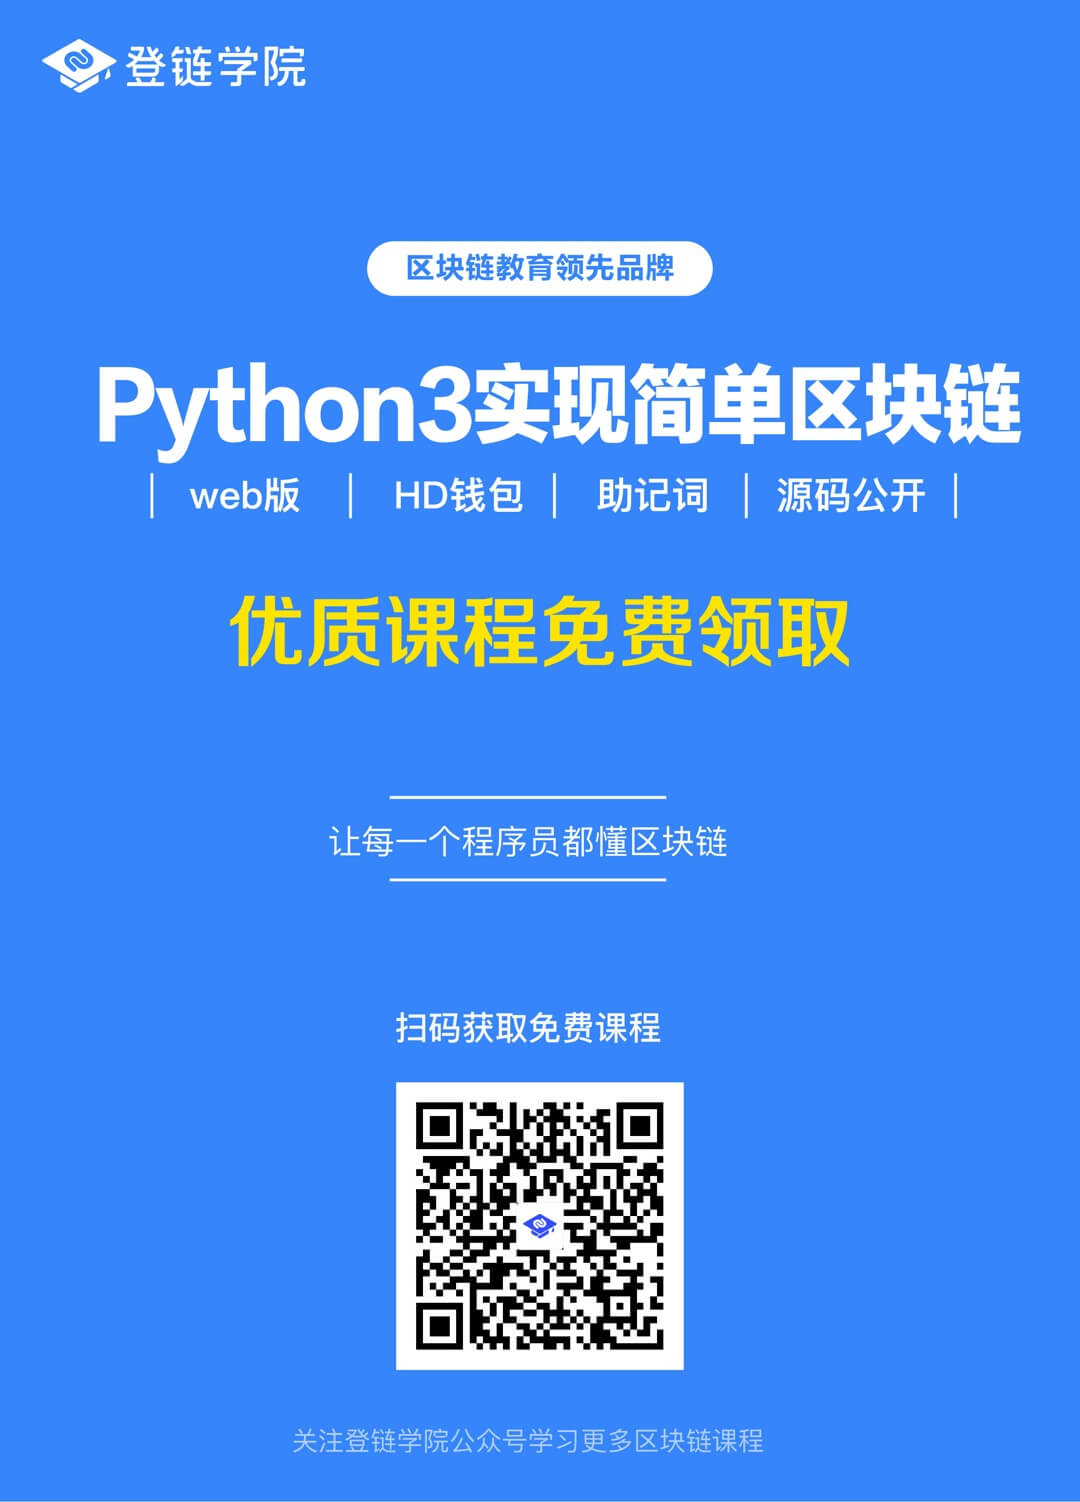 登链学院
区块链教育领先品牌
Python3实现简单区块链
web版 | HD钱包 | 助记词 | 源码公开
优质课程免费领取
让每一个程序员都懂区块链
扫码获取免费课程
关注登链学院公众号学习更多区块链课程